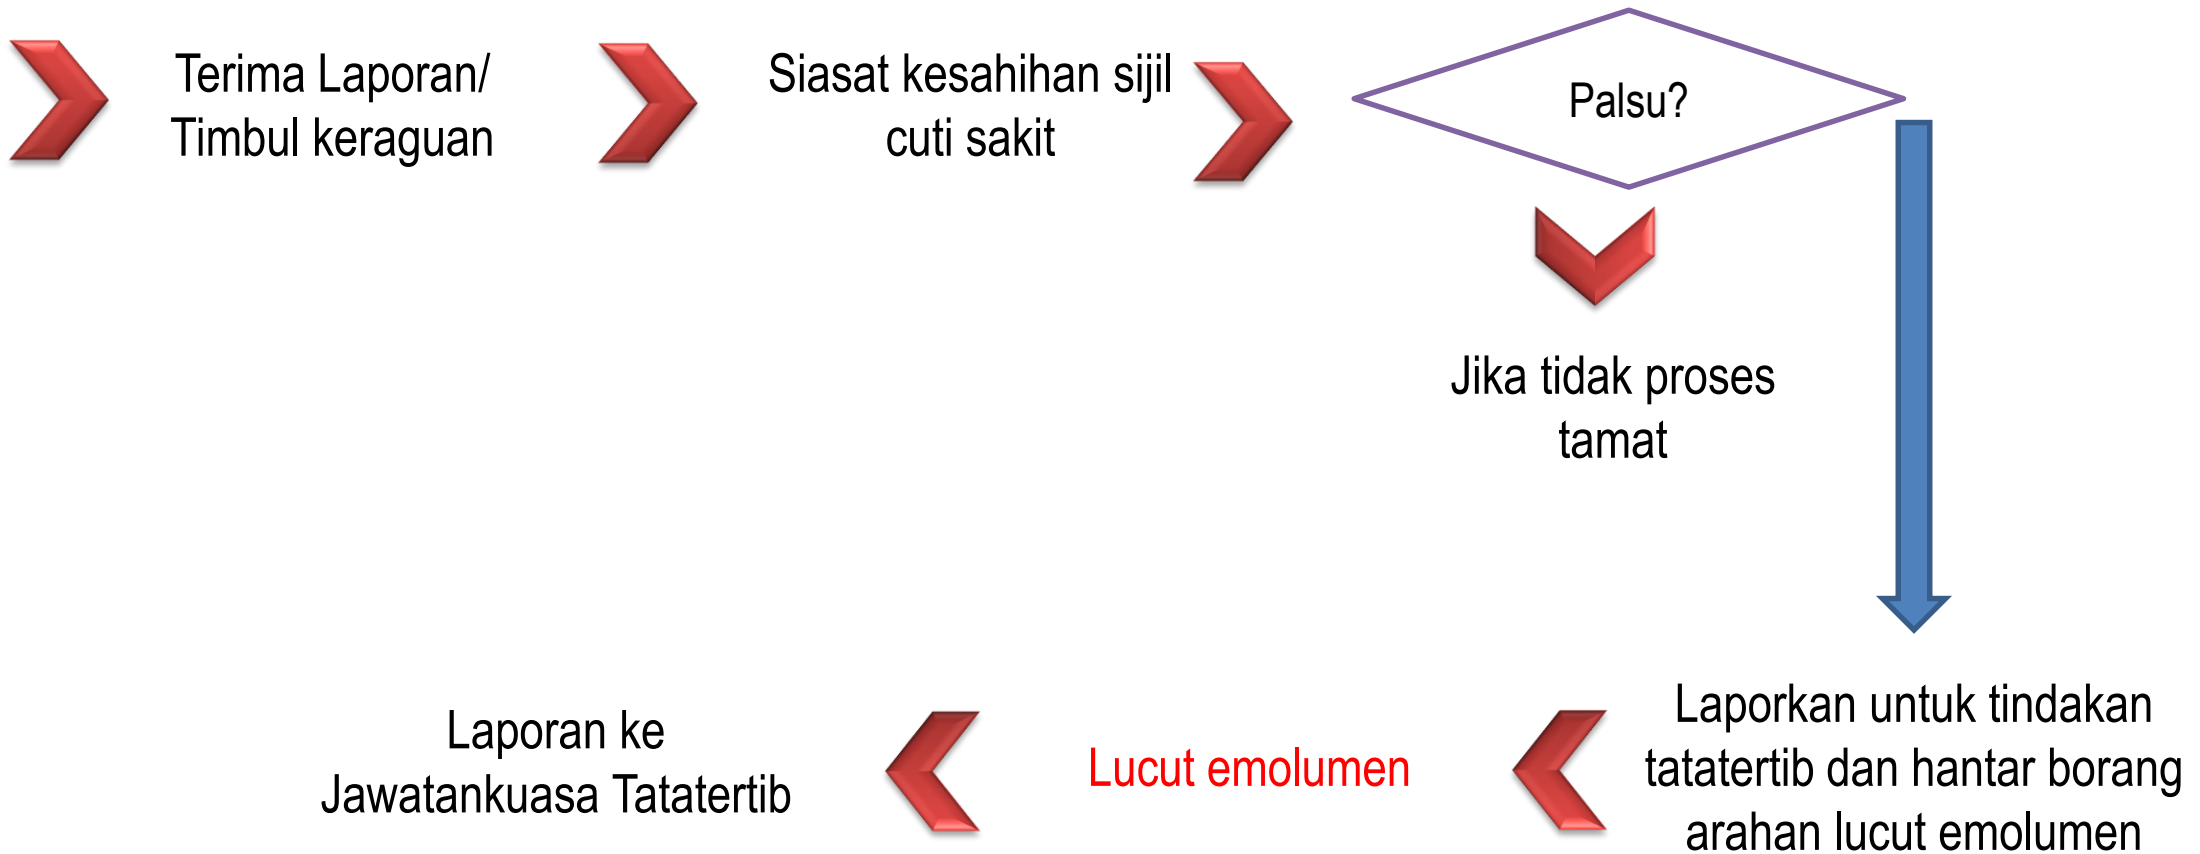 Terima Laporan/
Timbul keraguan
Siasat kesahihan sijil
cuti sakit
Palsu?
Jika tidak proses
tamat
Laporkan untuk tindakan
tatatertib dan hantar borang
arahan lucut emolumen
Lucut emolumen
Laporan ke
Jawatankuasa Tatatertib